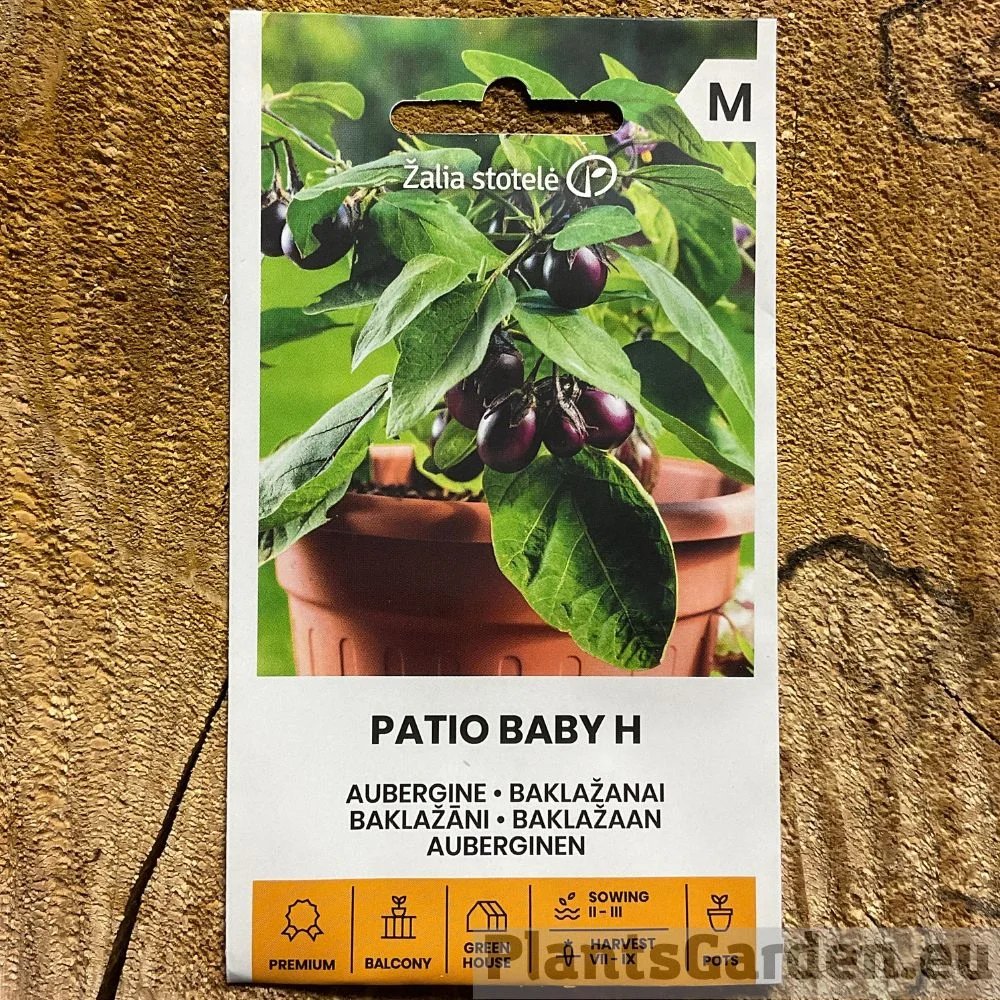 M
Žalia stotelė
PATIO BABY H
AUBERGINE • BAKLAŽANAI
BAKLAŽĀNI • BAKLAŽAAN
AUBERGINEN
PREMIUM
BALCONY
GREEN
HOUSE
SOWING
II - III
HARVEST
VII - IX
POTS
PlantsGarden.eu